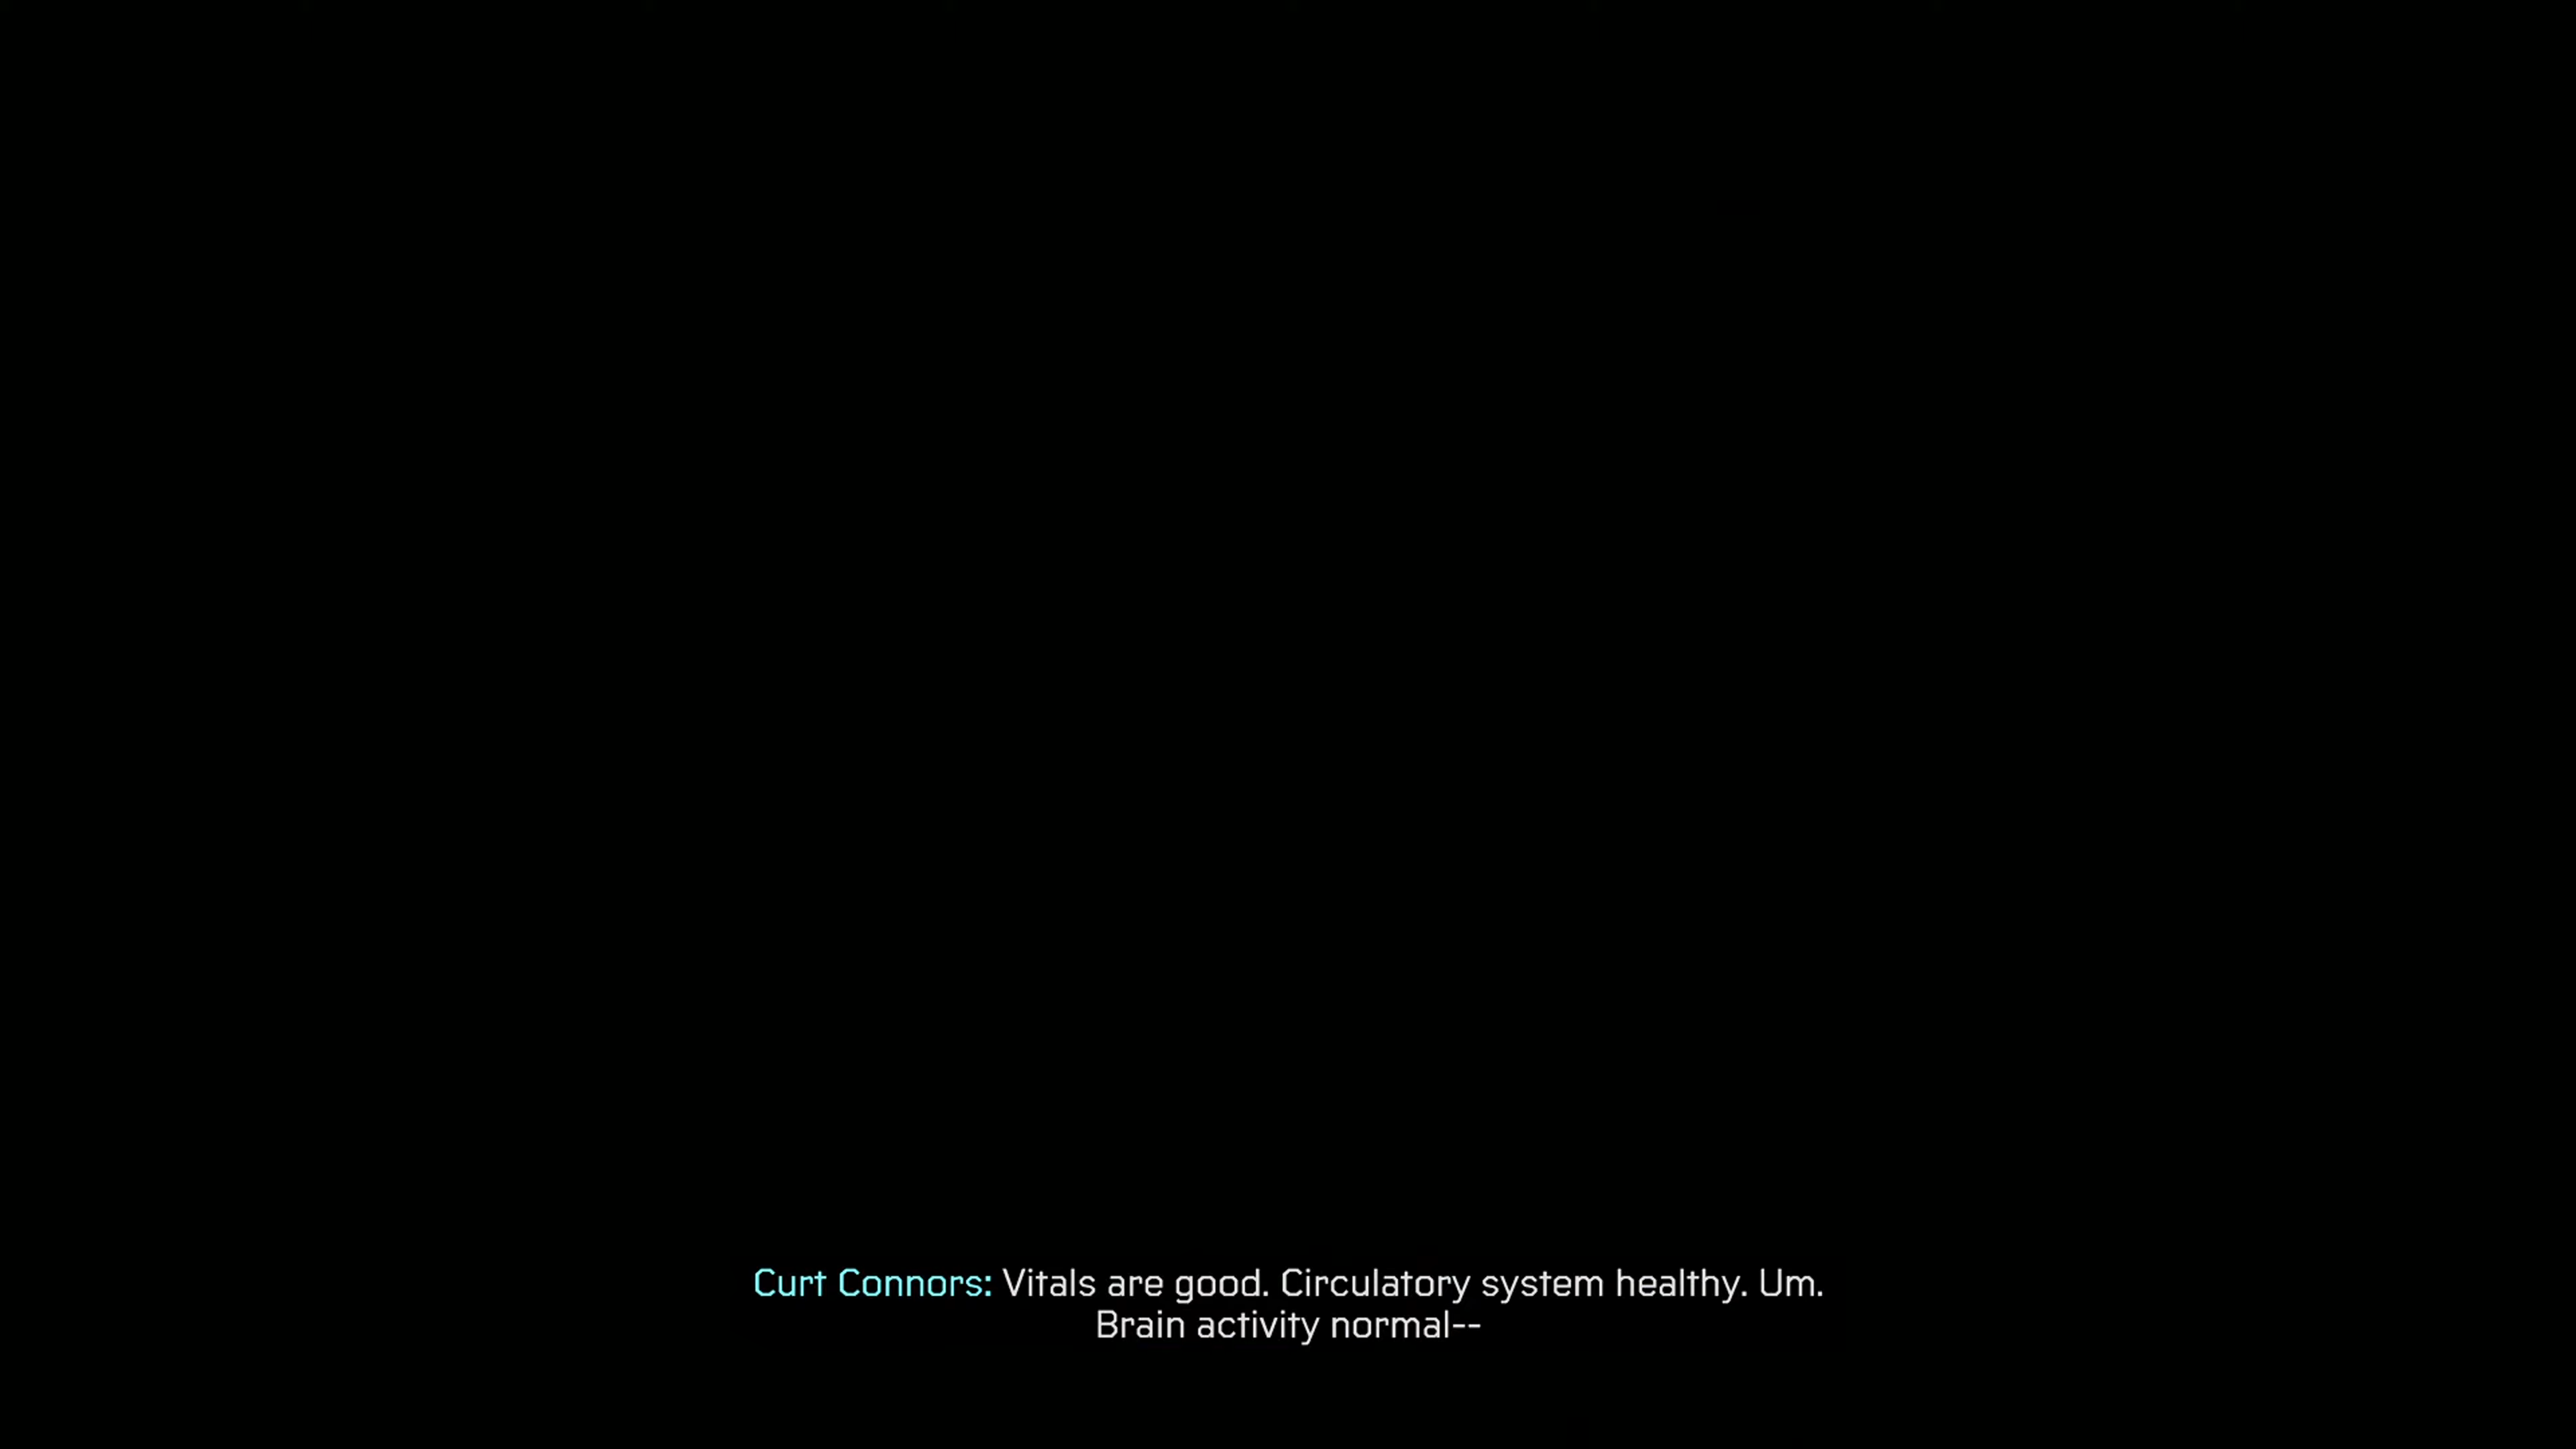 Curt Connors: Vitals are good. Circulatory system healthy. Um.
Brain activity normal--